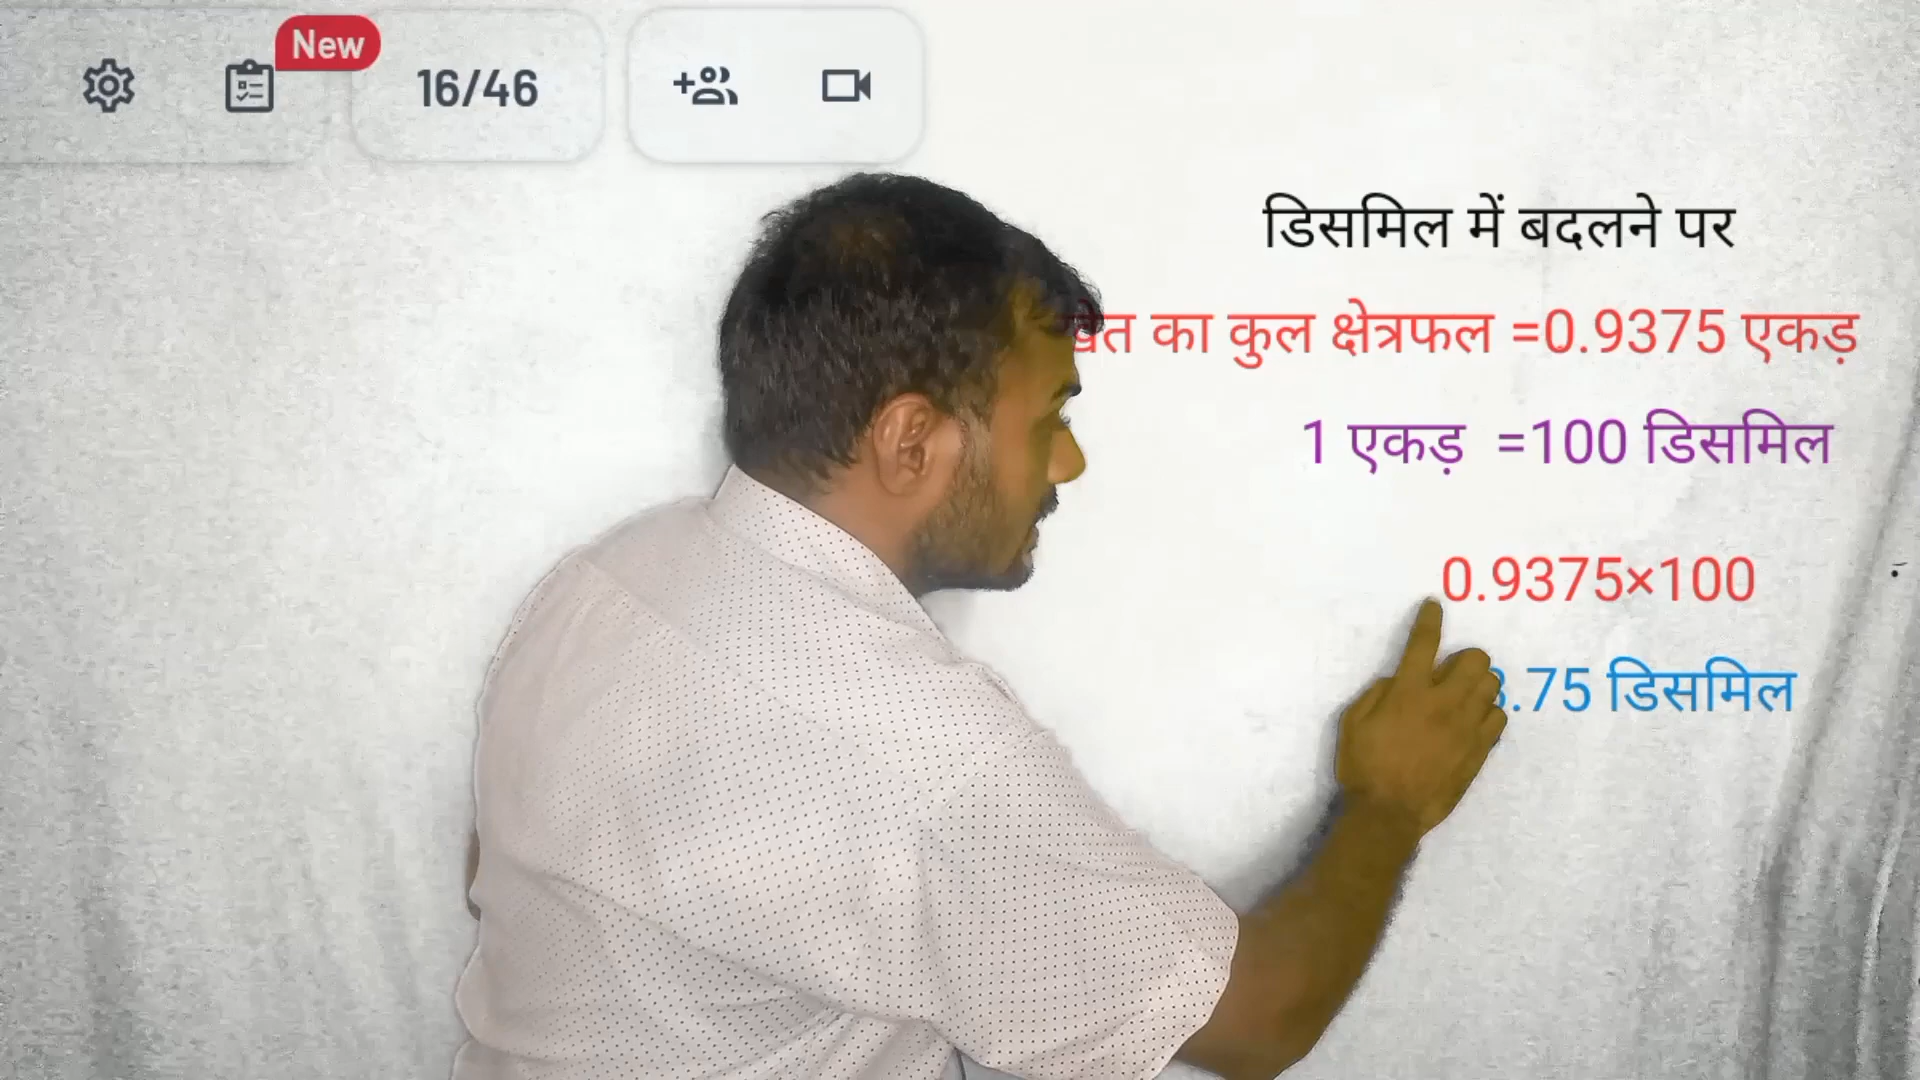 New
16/46
डिसमिल में बदलने पर
खेत का कुल क्षेत्रफल =0.9375 एकड़
1 एकड़ =100 डिसमिल
0.9375×100
.75 डिसमिल